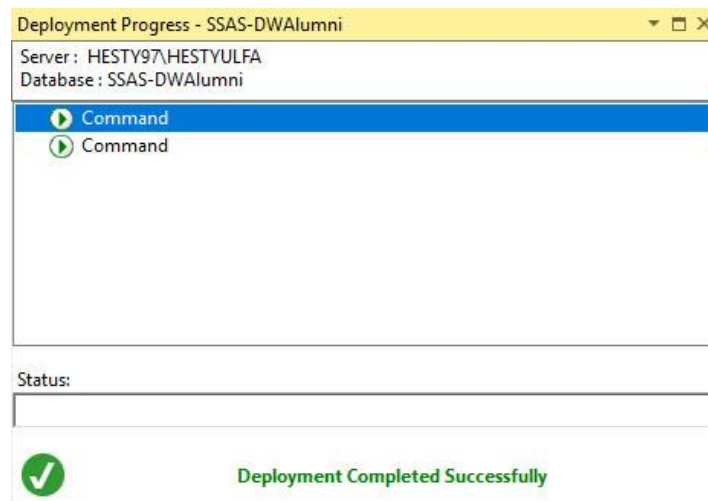 Deployment Progress - SSAS-DWAlumni
Server : HESTY97\HESTYULFA
Database : SSAS-DWAlumni
Command
Command
Status:
Deployment Completed Successfully